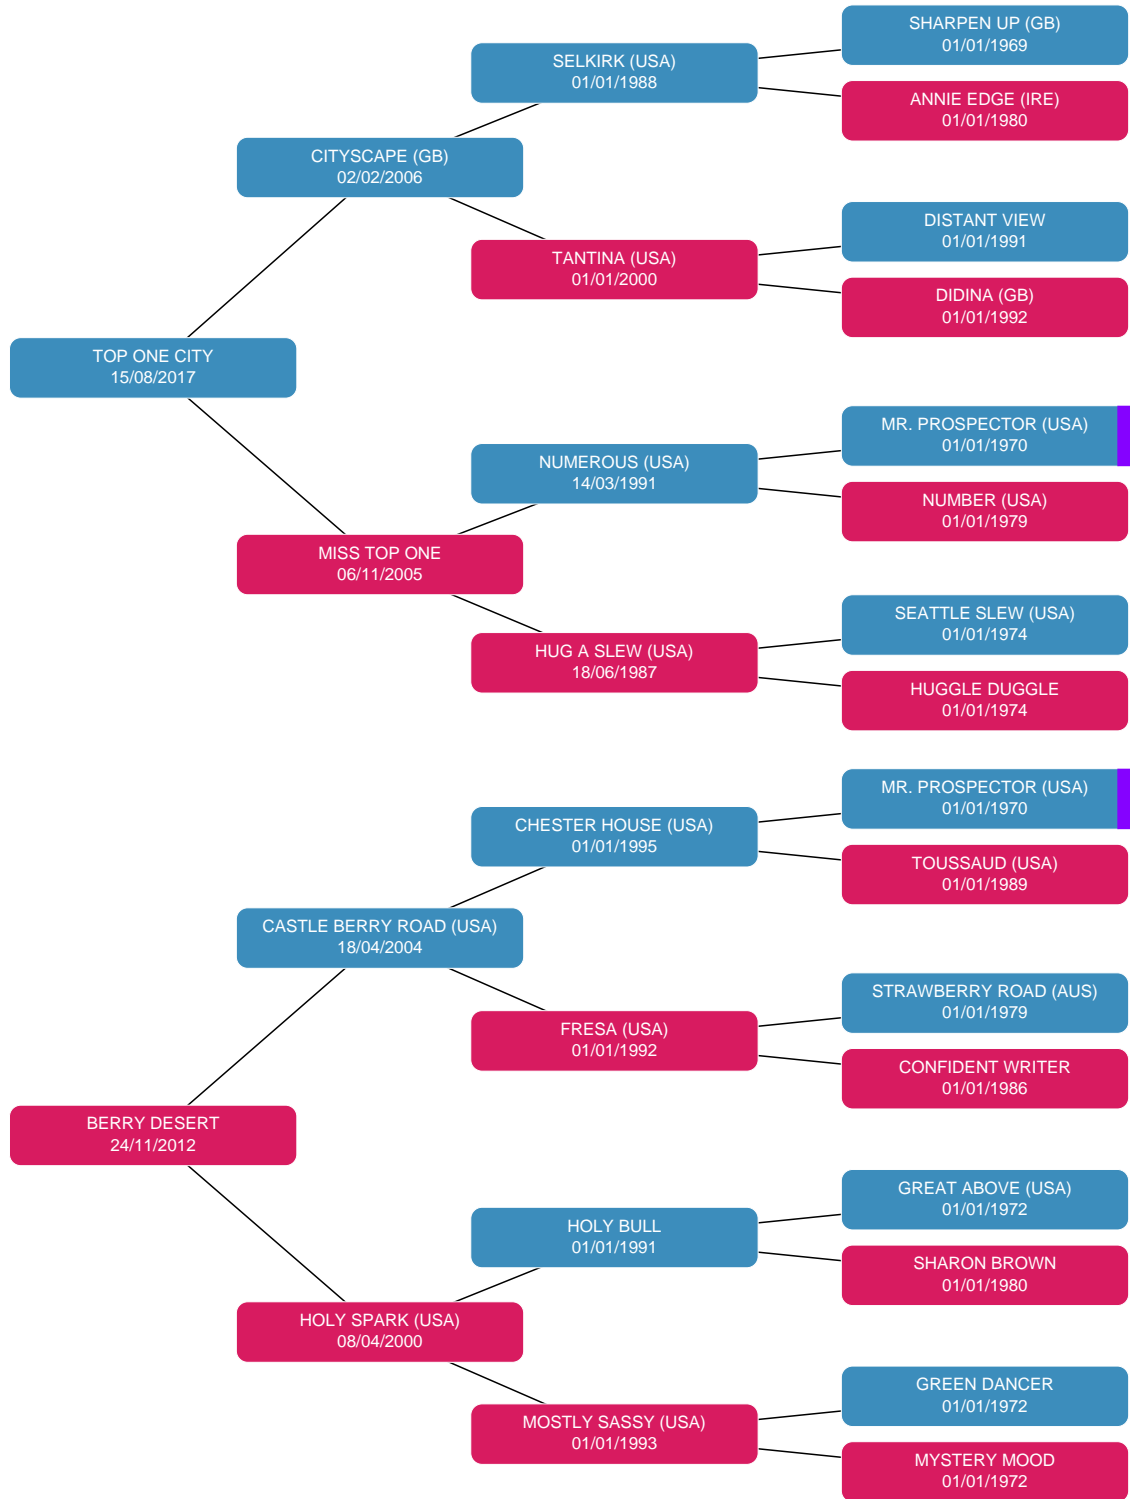 SHARPEN UP (GB)
01/01/1969
SELKIRK (USA)
01/01/1988
ANNIE EDGE (IRE)
01/01/1980
CITYSCAPE (GB)
02/02/2006
DISTANT VIEW
01/01/1991
TANTINA (USA)
01/01/2000
DIDINA (GB)
01/01/1992
TOP ONE CITY
15/08/2017
MR. PROSPECTOR (USA)
01/01/1970
NUMEROUS (USA)
14/03/1991
NUMBER (USA)
01/01/1979
MISS TOP ONE
06/11/2005
SEATTLE SLEW (USA)
01/01/1974
HUG A SLEW (USA)
18/06/1987
HUGGLE DUGGLE
01/01/1974
MR. PROSPECTOR (USA)
01/01/1970
CHESTER HOUSE (USA)
01/01/1995
TOUSSAUD (USA)
01/01/1989
CASTLE BERRY ROAD (USA)
18/04/2004
STRAWBERRY ROAD (AUS)
01/01/1979
FRESA (USA)
01/01/1992
CONFIDENT WRITER
01/01/1986
BERRY DESERT
24/11/2012
GREAT ABOVE (USA)
01/01/1972
HOLY BULL
01/01/1991
SHARON BROWN
01/01/1980
HOLY SPARK (USA)
08/04/2000
GREEN DANCER
01/01/1972
MOSTLY SASSY (USA)
01/01/1993
MYSTERY MOOD
01/01/1972